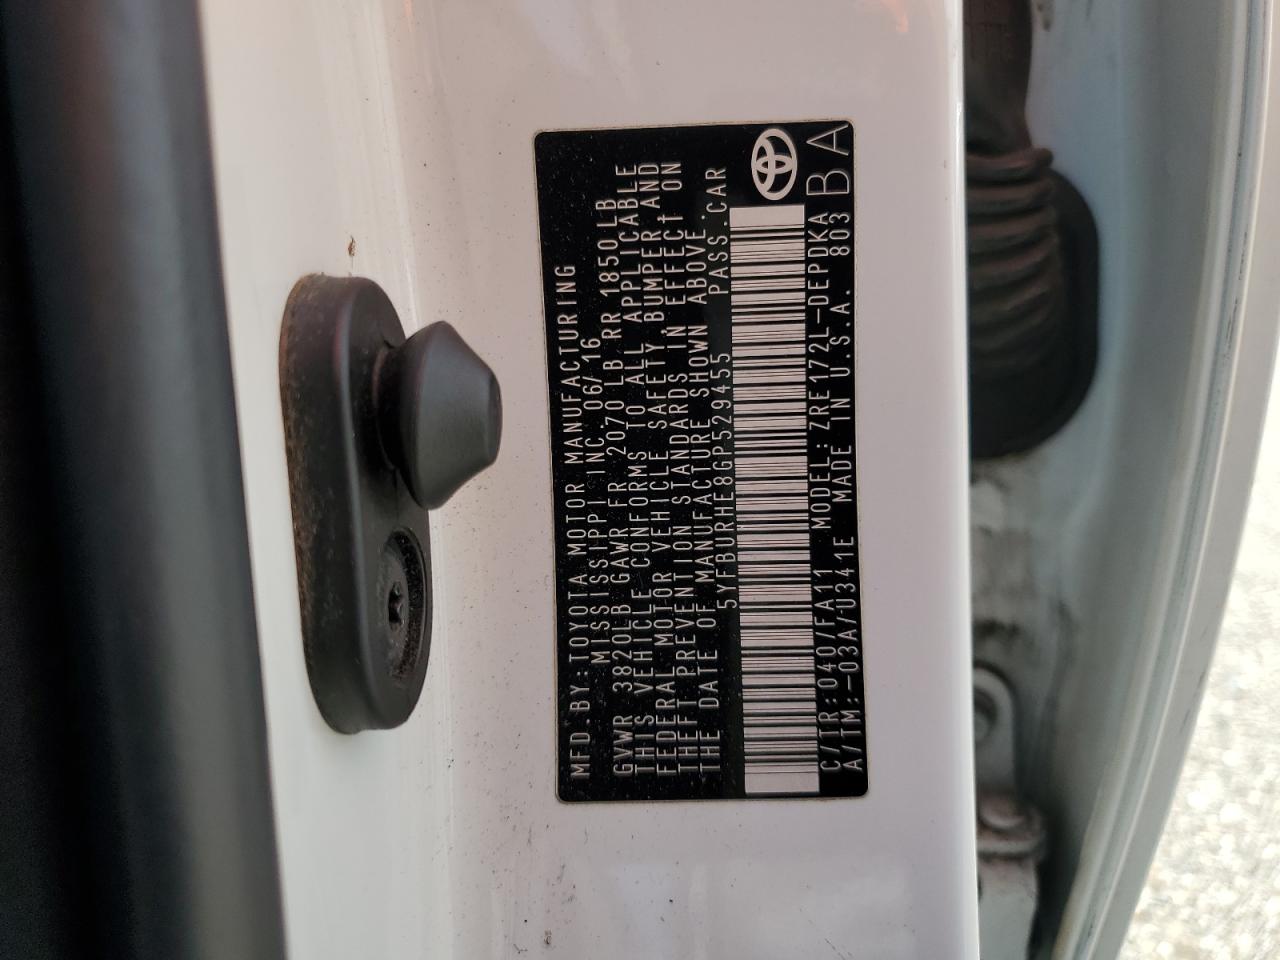 MFD BY:TOYOTA MOTOR MANUFACTURING
MISSISSIPPI INC 06/16
GVWR 3820LB GAWR FR 2070 LB RR 1850 LB
THIS VEHICLE CONFORMS TO ALL APPLICABLE
FEDERAL MOTOR VEHICLE SAFETY,BUMPER AND
THEFT PREVENTION STANDARDS IN EFFECT ON
THE DATE OF MANUFACTURE SHOWN ABOVE.
5YFBURHE8GP529455 PASS.CAR
C/TR:040/FA11 MODEL:ZRE172L-DEPDKA
A/TM:-03A/U341E MADE IN U.S.A. 803
BA